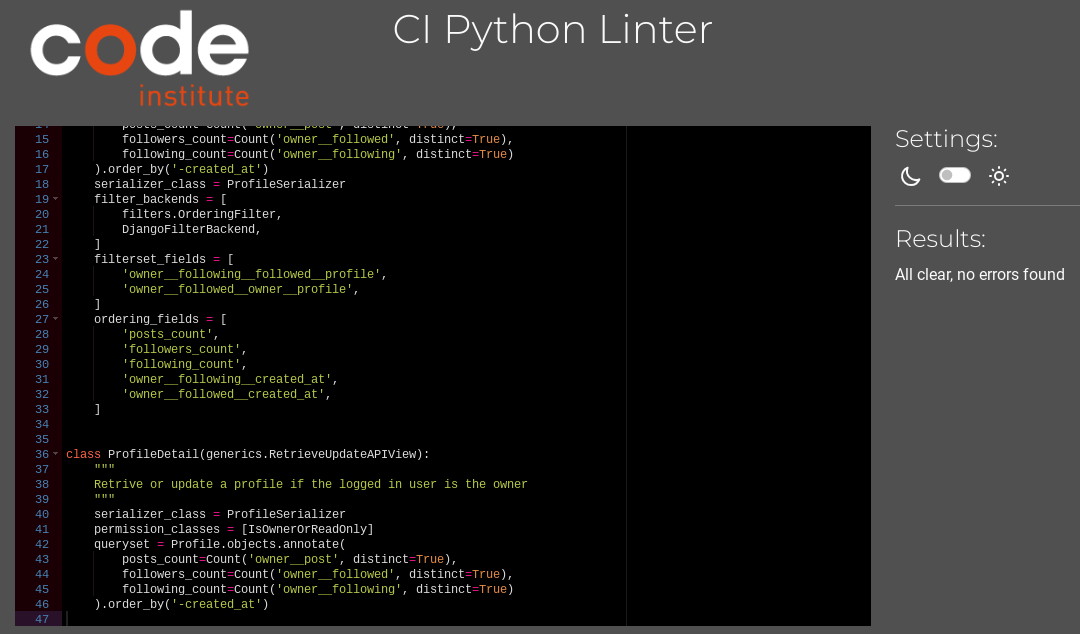 code
institute
CI Python Linter
14 posts_count=Count('owner__post', distinct=True),
15 followers_count=Count('owner__followed', distinct=True),
16 following_count=Count('owner__following', distinct=True)
17 ).order_by('-created_at')
18 serializer_class = ProfileSerializer
19 filter_backends = [
20 filters.OrderingFilter,
21 DjangoFilterBackend,
22 ]
23 filterset_fields = [
24 'owner__following__followed__profile',
25 'owner__followed__owner__profile',
26 ]
27 ordering_fields = [
28 'posts_count',
29 'followers_count',
30 'following_count',
31 'owner__following__created_at',
32 'owner__followed__created_at',
33 ]
34
35
36 class ProfileDetail(generics.RetrieveUpdateAPIView):
37 """
38 Retrive or update a profile if the logged in user is the owner
39 """
40 serializer_class = ProfileSerializer
41 permission_classes = [IsOwnerOrReadOnly]
42 queryset = Profile.objects.annotate(
43 posts_count=Count('owner__post', distinct=True),
44 followers_count=Count('owner__followed', distinct=True),
45 following_count=Count('owner__following', distinct=True)
46 ).order_by('-created_at')
47
Settings:
Results:
All clear, no errors found